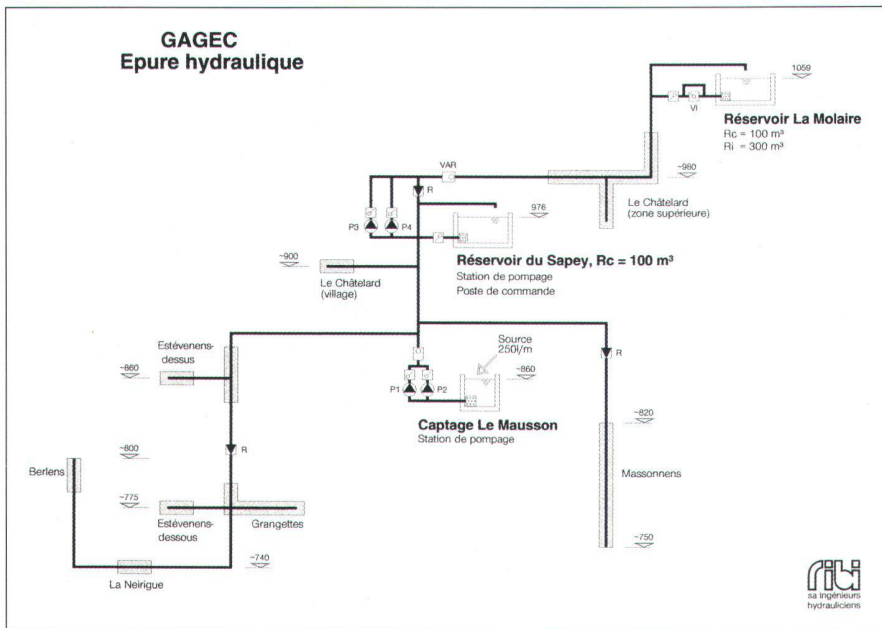 GAGEC
Epure hydraulique
1059
VI
Réservoir La Molaire
Rc = 100 m³
Ri = 300 m³
VAR
~980
R
Le Châtelard
(zone supérieure)
976
P3
P4
Réservoir du Sapey, Rc = 100 m³
Station de pompage
Poste de commande
~900
Le Châtelard
(village)
Source
250l/m
Estévenens-
dessus
R
~860
~860
P1
P2
Captage Le Mausson
Station de pompage
~820
~800
R
Berlens
Massonnens
~775
Estévenens-
dessous
Grangettes
~750
~740
La Neirigue
ribi
sa ingénieurs
hydrauliciens